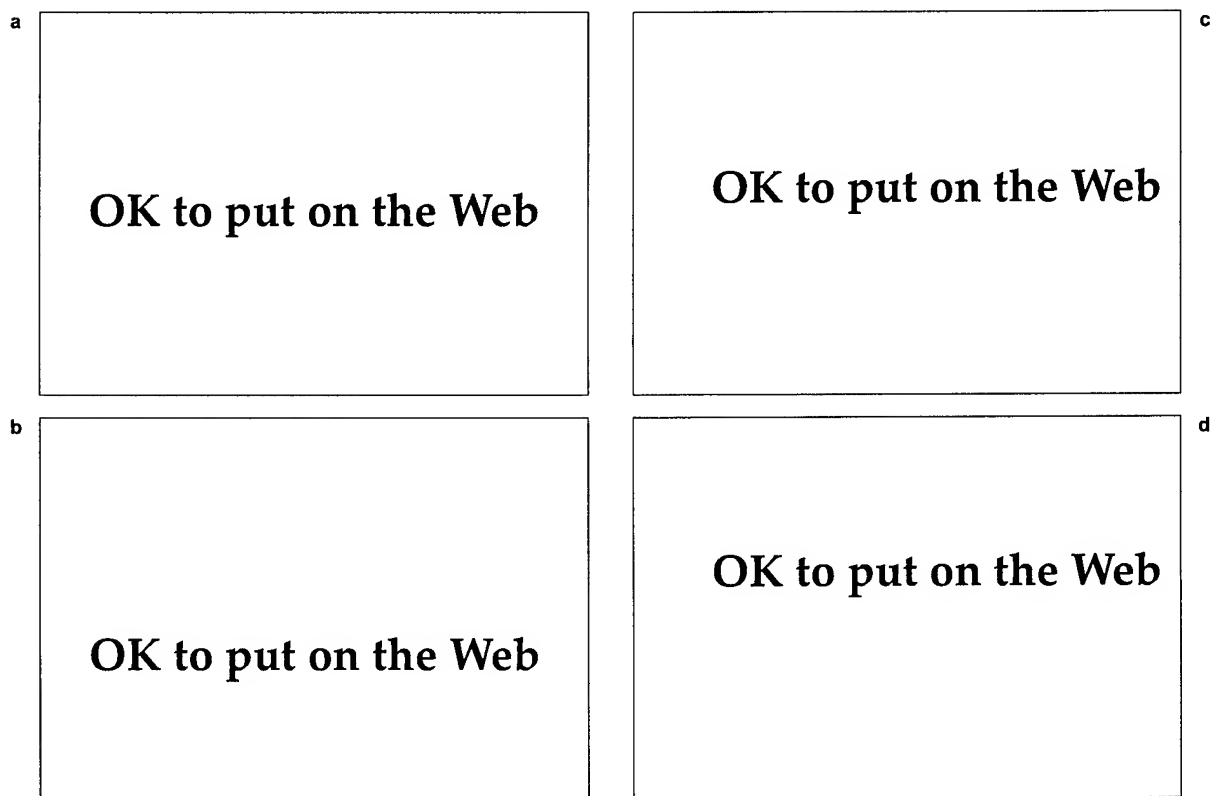 a
OK to put on the Web
c
OK to put on the Web
b
OK to put on the Web
d
OK to put on the Web